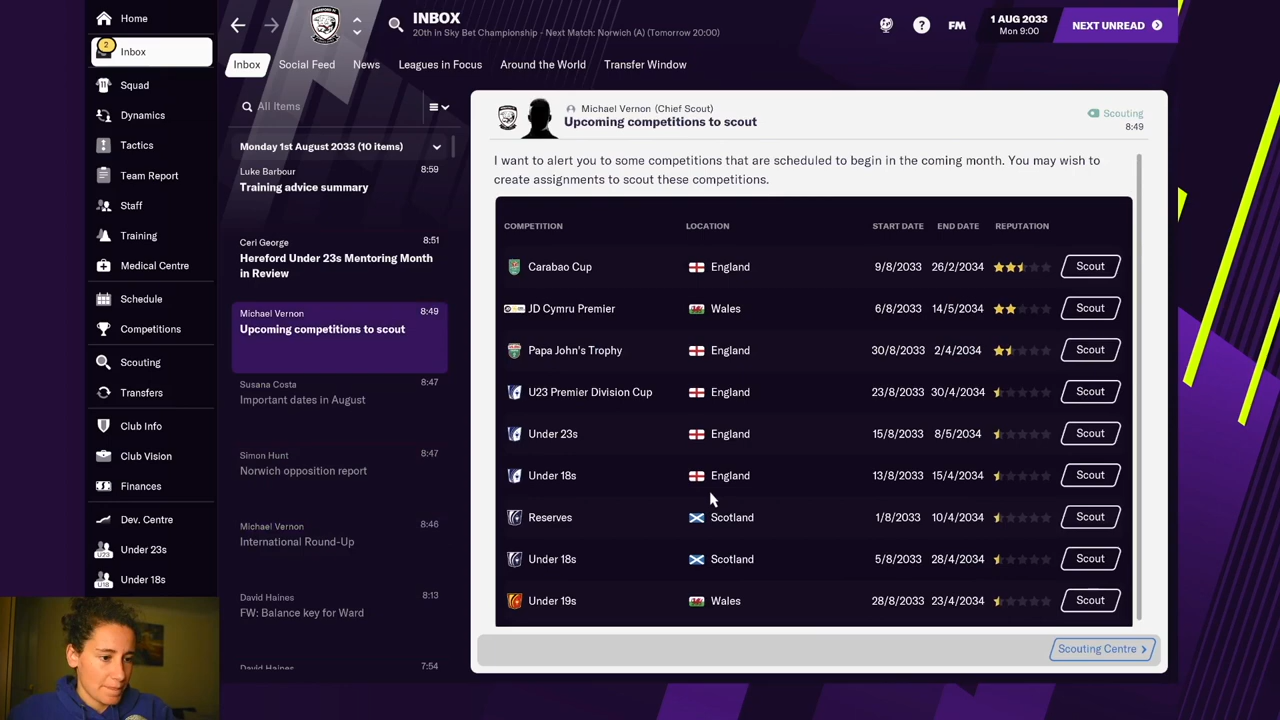 Home
2
Inbox
Squad
Dynamics
Tactics
Team Report
Staff
Training
Medical Centre
Schedule
Competitions
Scouting
Transfers
Club Info
Club Vision
Finances
Dev. Centre
U23
Under 23s
U18
Under 18s
INBOX
20th in Sky Bet Championship - Next Match: Norwich (A) (Tomorrow 20:00)
FM
1 AUG 2033
Mon 9:00
NEXT UNREAD
Inbox
Social Feed
News
Leagues in Focus
Around the World
Transfer Window
All Items
Monday 1st August 2033 (10 items)
Luke Barbour 8:59
Training advice summary
Ceri George 8:51
Hereford Under 23s Mentoring Month
in Review
Michael Vernon 8:49
Upcoming competitions to scout
Susana Costa 8:47
Important dates in August
Simon Hunt 8:47
Norwich opposition report
Michael Vernon 8:46
International Round-Up
David Haines 8:13
FW: Balance key for Ward
David Haines 7:54
Michael Vernon (Chief Scout)
Upcoming competitions to scout
Scouting
8:49
I want to alert you to some competitions that are scheduled to begin in the coming month. You may wish to
create assignments to scout these competitions.
COMPETITION LOCATION START DATE END DATE REPUTATION
Carabao Cup England 9/8/2033 26/2/2034 Scout
JD Cymru Premier Wales 6/8/2033 14/5/2034 Scout
Papa John's Trophy England 30/8/2033 2/4/2034 Scout
U23 Premier Division Cup England 23/8/2033 30/4/2034 Scout
Under 23s England 15/8/2033 8/5/2034 Scout
Under 18s England 13/8/2033 15/4/2034 Scout
Reserves Scotland 1/8/2033 10/4/2034 Scout
Under 18s Scotland 5/8/2033 28/4/2034 Scout
Under 19s Wales 28/8/2033 23/4/2034 Scout
Scouting Centre